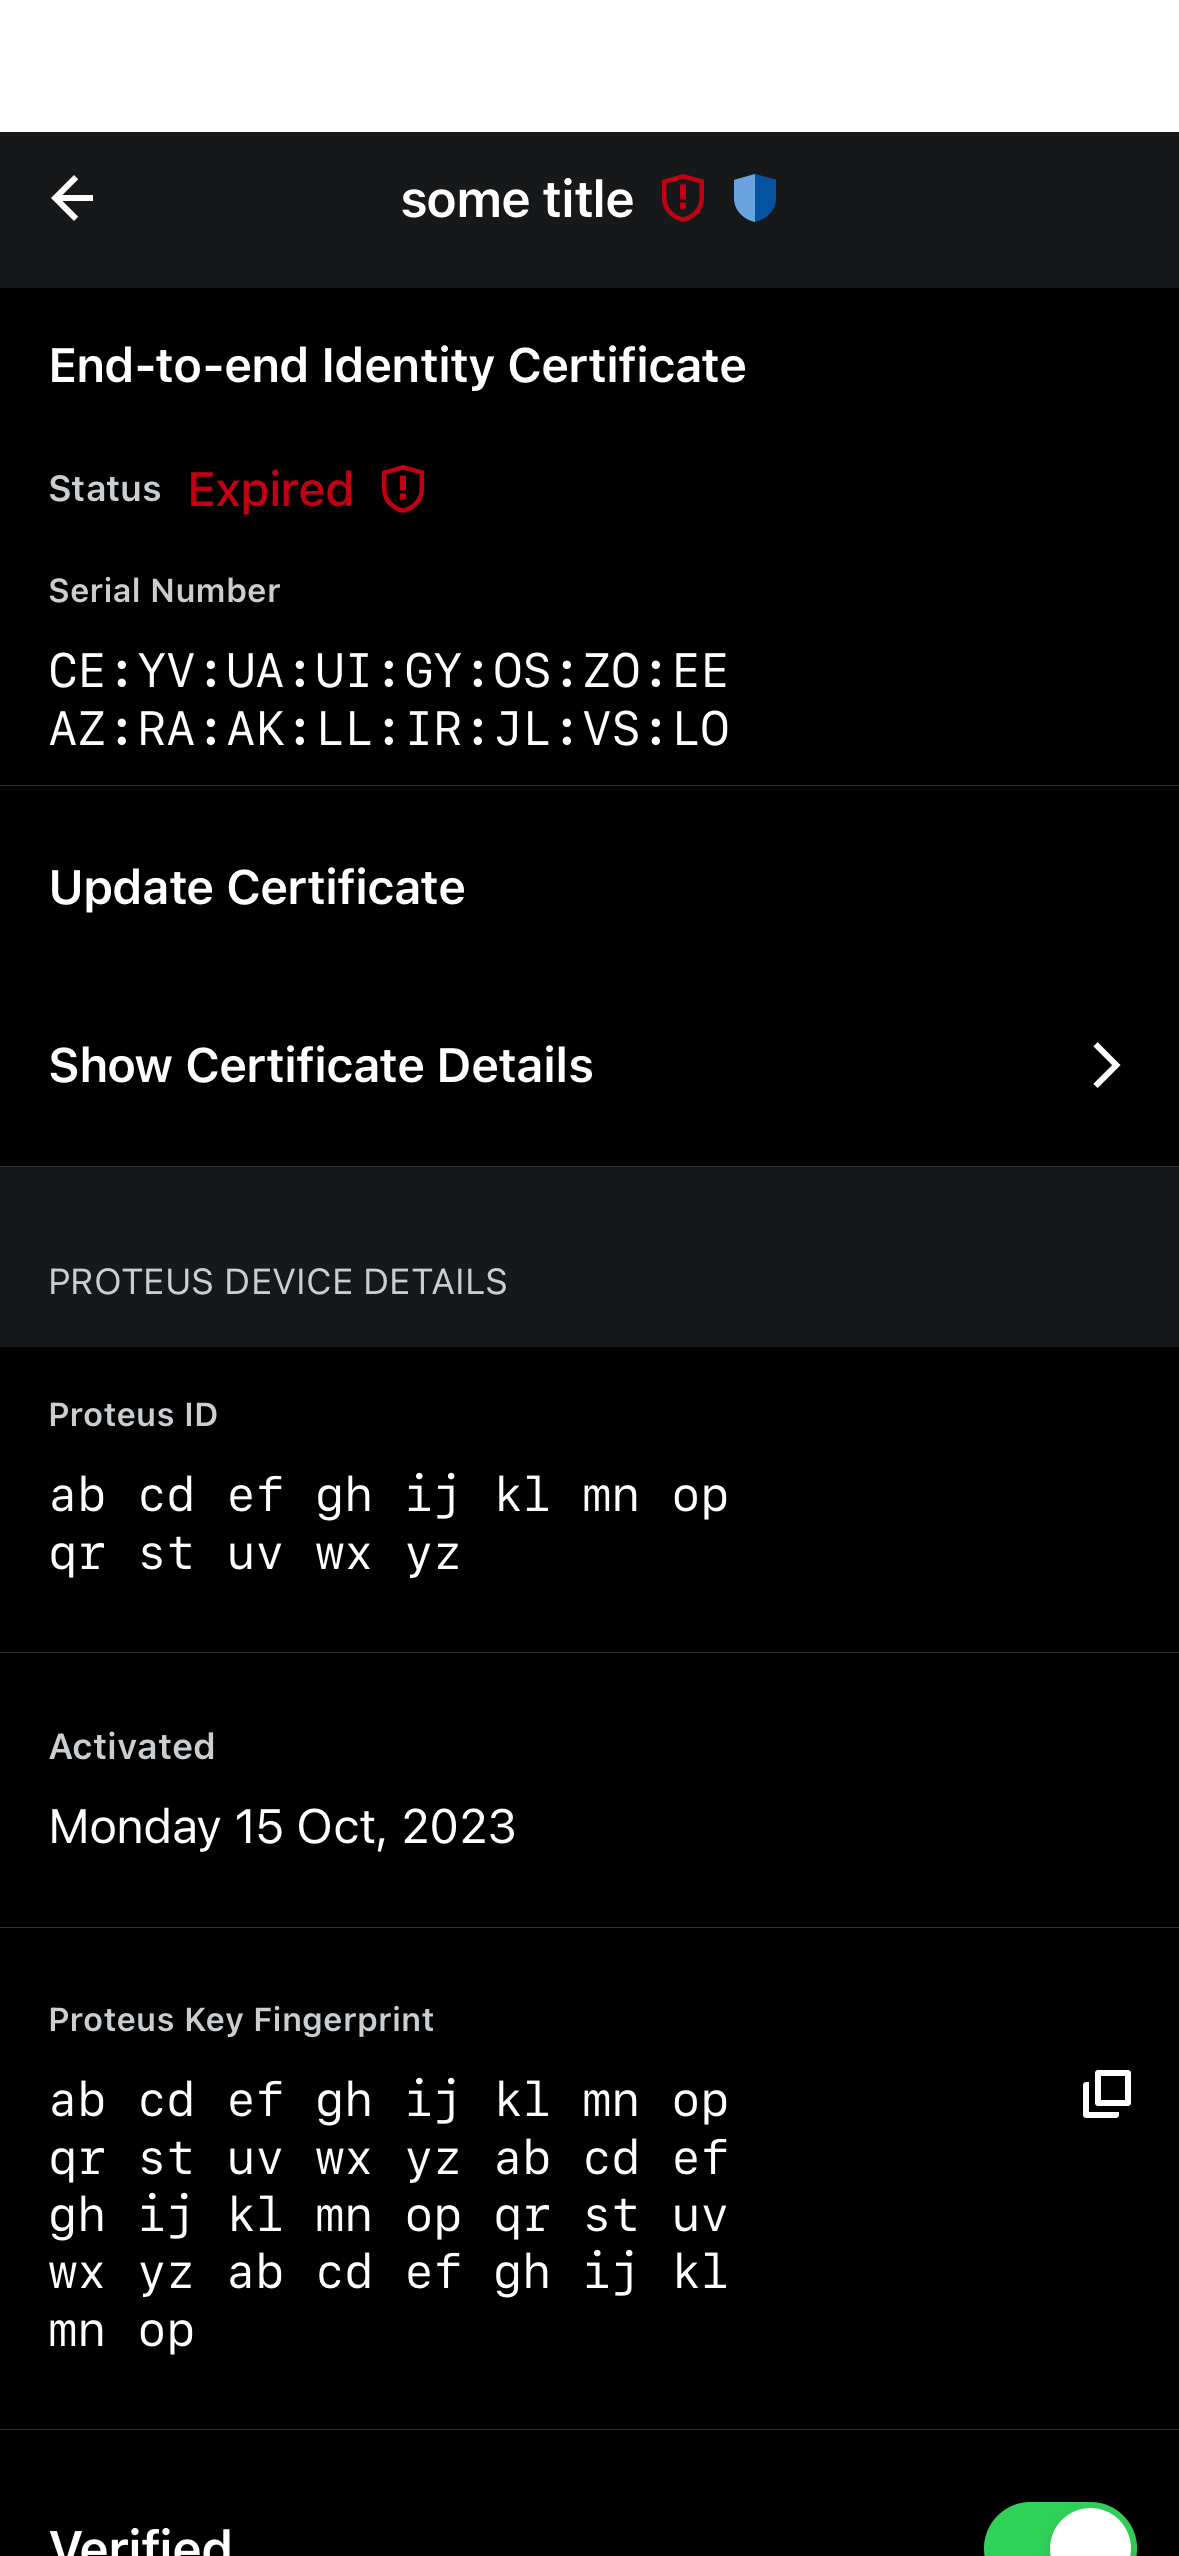 some title
End-to-end Identity Certificate
Status Expired
Serial Number
CE:YV:UA:UI:GY:OS:ZO:EE
AZ:RA:AK:LL:IR:JL:VS:LO
Update Certificate
Show Certificate Details
PROTEUS DEVICE DETAILS
Proteus ID
ab cd ef gh ij kl mn op
qr st uv wx yz
Activated
Monday 15 Oct, 2023
Proteus Key Fingerprint
ab cd ef gh ij kl mn op
qr st uv wx yz ab cd ef
gh ij kl mn op qr st uv
wx yz ab cd ef gh ij kl
mn op
Verified